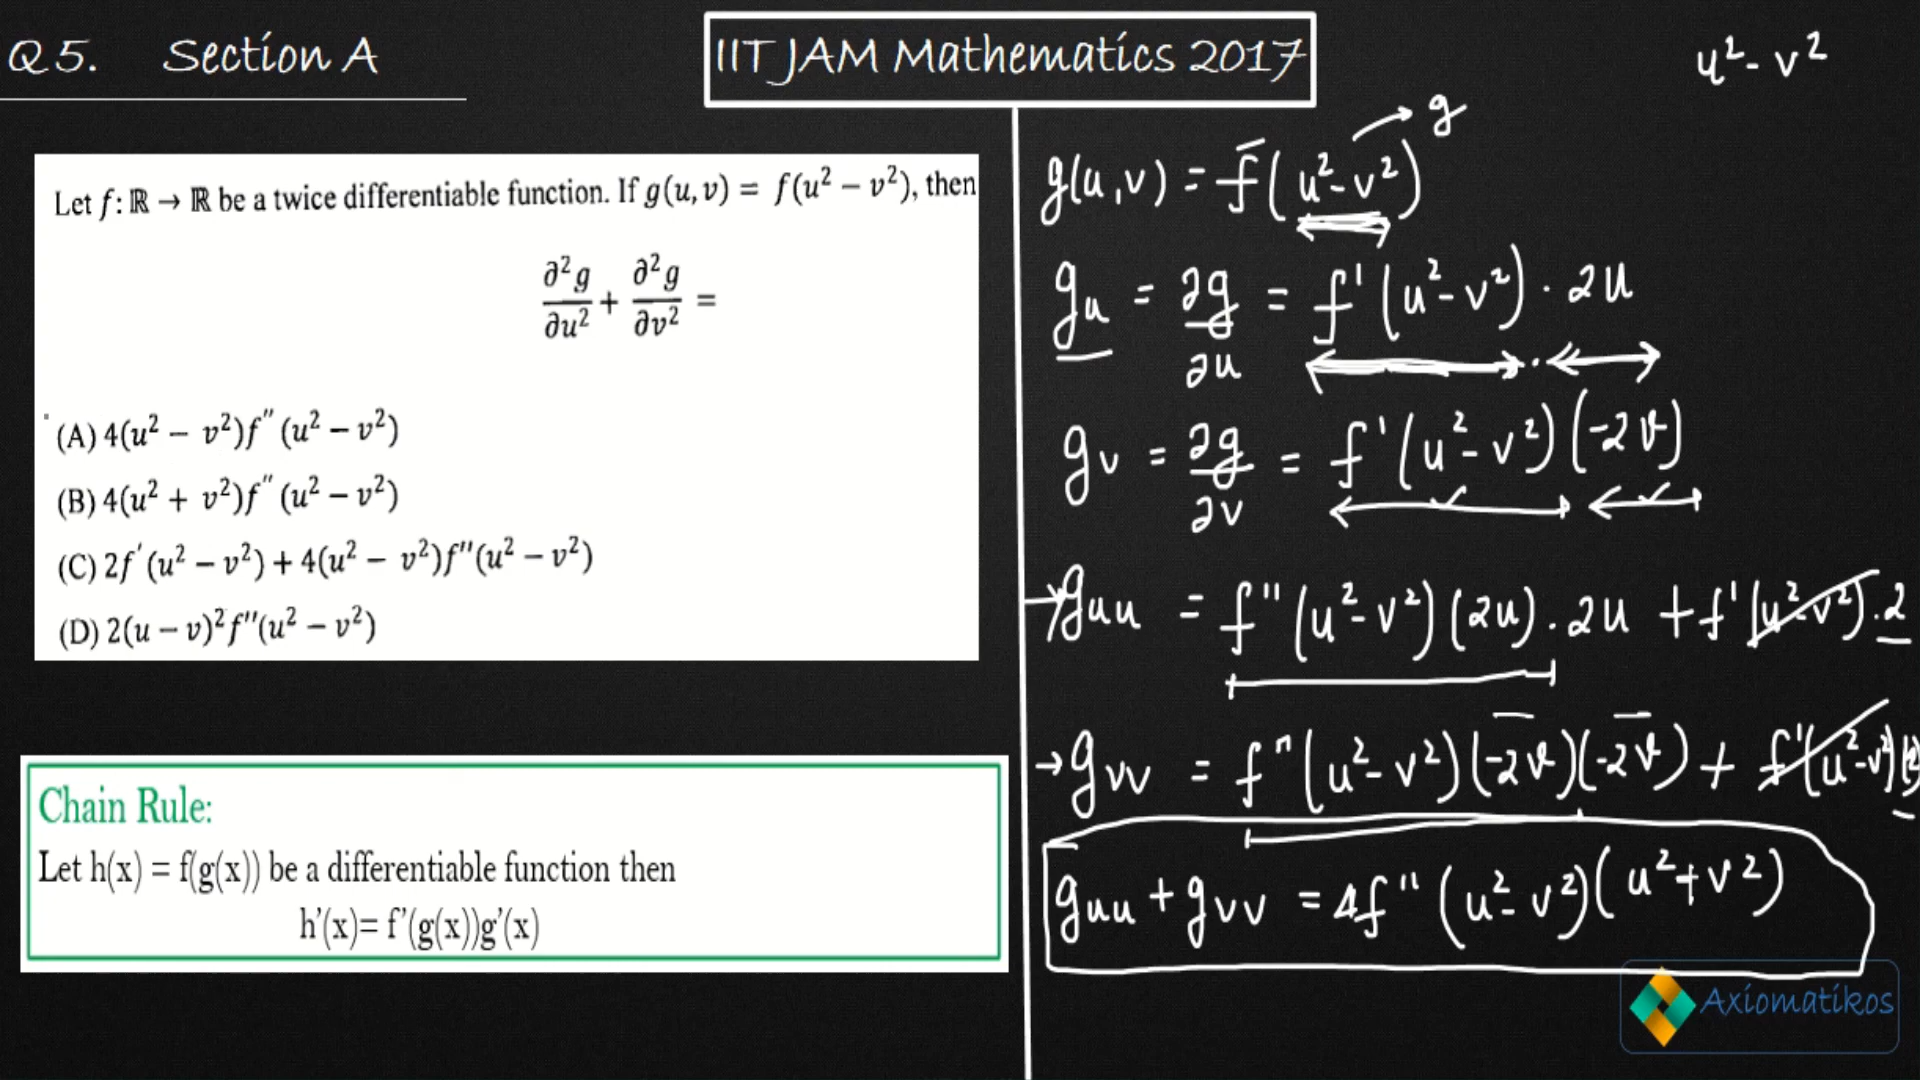 Q5. Section A
IIT JAM Mathematics 2017
u² - v²
Let f: ℝ → ℝ be a twice differentiable function. If g(u, v) = f(u² − v²), then
∂²g/∂u² + ∂²g/∂v² =
(A) 4(u² − v²)f″(u² − v²)
(B) 4(u² + v²)f″(u² − v²)
(C) 2f′(u² − v²) + 4(u² − v²)f″(u² − v²)
(D) 2(u − v)²f″(u² − v²)
Chain Rule:
Let h(x) = f(g(x)) be a differentiable function then
h'(x)= f'(g(x))g'(x)
g
g(u,v) = f(u²-v²)
gu = ∂g/∂u = f'(u²-v²) · 2u
gv = ∂g/∂v = f'(u²-v²)(-2v)
→guu = f"(u²-v²)(2u).2u + f'(u²-v²).2
→gvv = f"(u²-v²)(-2v)(-2v) + f'(u²-v²)
guu + gvv = 4f"(u²-v²)(u²+v²)
Axiomatikos